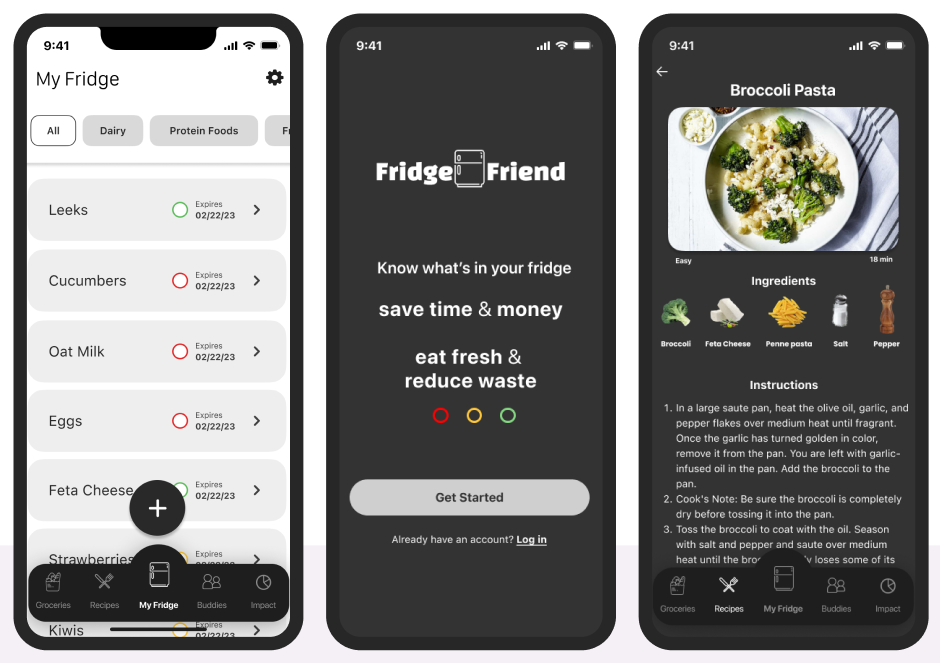 9:41
My Fridge
All
Dairy
Protein Foods
Leeks
Expires
02/22/23
Cucumbers
Expires
02/22/23
Oat Milk
Expires
02/22/23
Eggs
Expires
02/22/23
Feta Cheese
Expires
02/22/23
Strawberries
Expires
Groceries
Recipes
My Fridge
Buddies
Impact
Kiwis
02/22/23
9:41
Fridge Friend
Know what's in your fridge
save time & money
eat fresh &
reduce waste
Get Started
Already have an account? Log in
9:41
Broccoli Pasta
Easy
18 min
Ingredients
Broccoli
Feta Cheese
Penne pasta
Salt
Pepper
Instructions
1. In a large saute pan, heat the olive oil, garlic, and
pepper flakes over medium heat until fragrant.
Once the garlic has turned golden in color,
remove it from the pan. You are left with garlic-
infused oil in the pan. Add the broccoli to the
pan.
2. Cook's Note: Be sure the broccoli is completely
dry before tossing it into the pan.
3. Toss the broccoli to coat with the oil. Season
with salt and pepper and saute over medium
heat until the loses some of its
Groceries
Recipes
My Fridge
Buddies
Impact